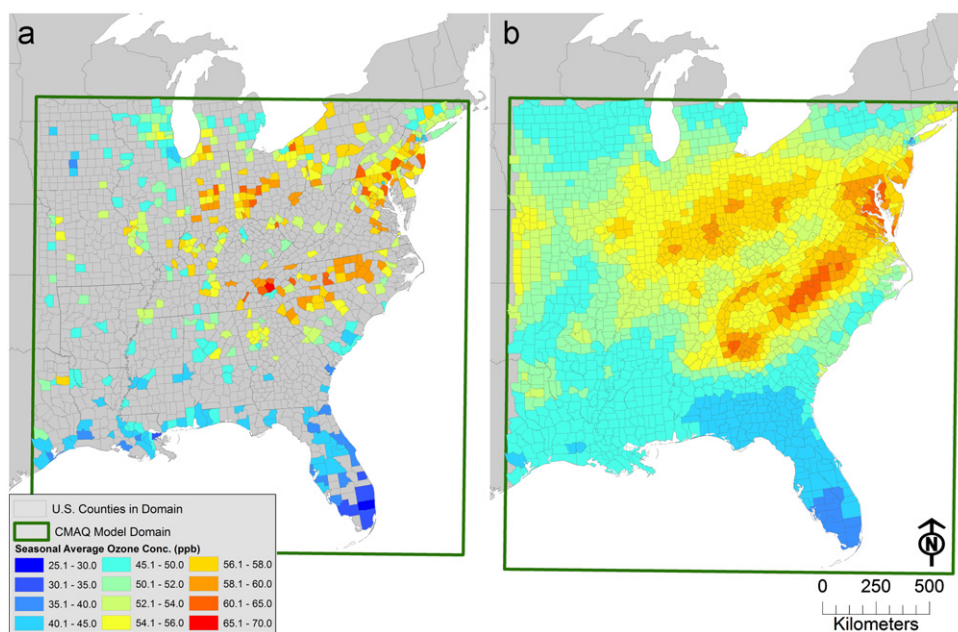 a
b
U.S. Counties in Domain
CMAQ Model Domain
Seasonal Average Ozone Conc. (ppb)
25.1 - 30.0
45.1 - 50.0
56.1 - 58.0
30.1 - 35.0
50.1 - 52.0
58.1 - 60.0
35.1 - 40.0
52.1 - 54.0
60.1 - 65.0
40.1 - 45.0
54.1 - 56.0
65.1 - 70.0
N
0 250 500
Kilometers